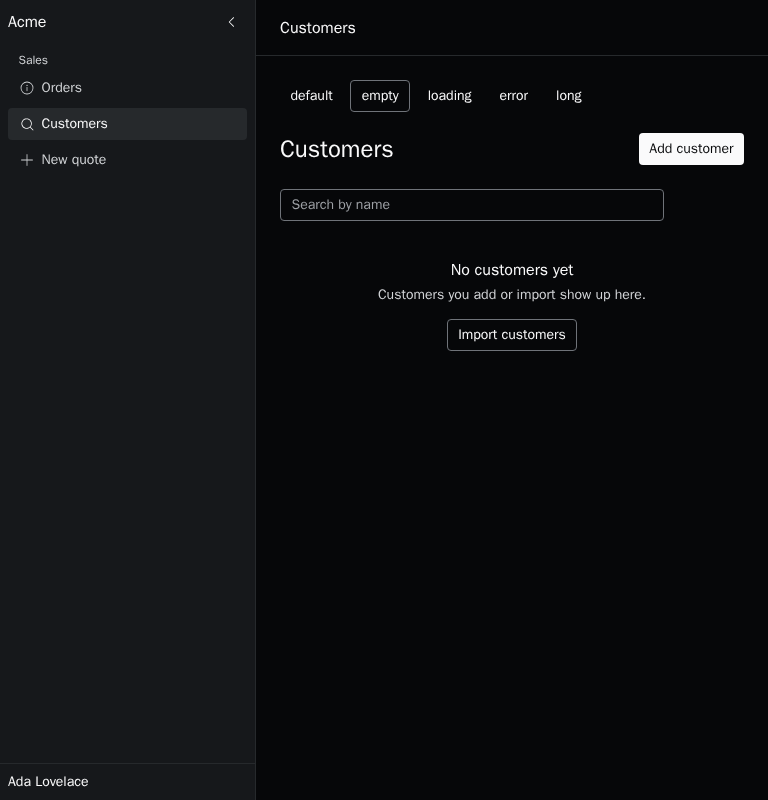 Acme
Sales
Orders
Customers
New quote
Ada Lovelace
Customers
default
empty
loading
error
long
Customers
Add customer
Search by name
No customers yet
Customers you add or import show up here.
Import customers